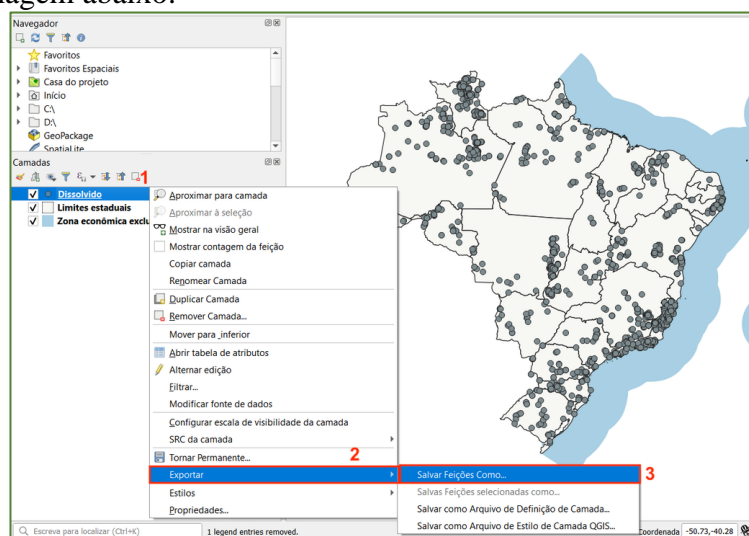 Navegador
Favoritos
Favoritos Espaciais
Casa do projeto
Início
C:\
D:\
GeoPackage
SpatiaLite
Camadas
1
Dissolvido
Limites estaduais
Zona econômica exclu
Aproximar para camada
Aproximar à seleção
Mostrar na visão geral
Mostrar contagem da feição
Copiar camada
Renomear Camada
Duplicar Camada
Remover Camada...
Mover para _inferior
Abrir tabela de atributos
Alternar edição
Filtrar...
Modificar fonte de dados
Configurar escala de visibilidade da camada
SRC da camada
Tornar Permanente...
2
Exportar
Estilos
Propriedades...
Salvar Feições Como...
3
Salvas Feições selecionadas como...
Salvar como Arquivo de Definição de Camada...
Salvar como Arquivo de Estilo de Camada QGIS...
Escreva para localizar (Ctrl+K)
1 legend entries removed.
Coordenada -50.73,-40.28